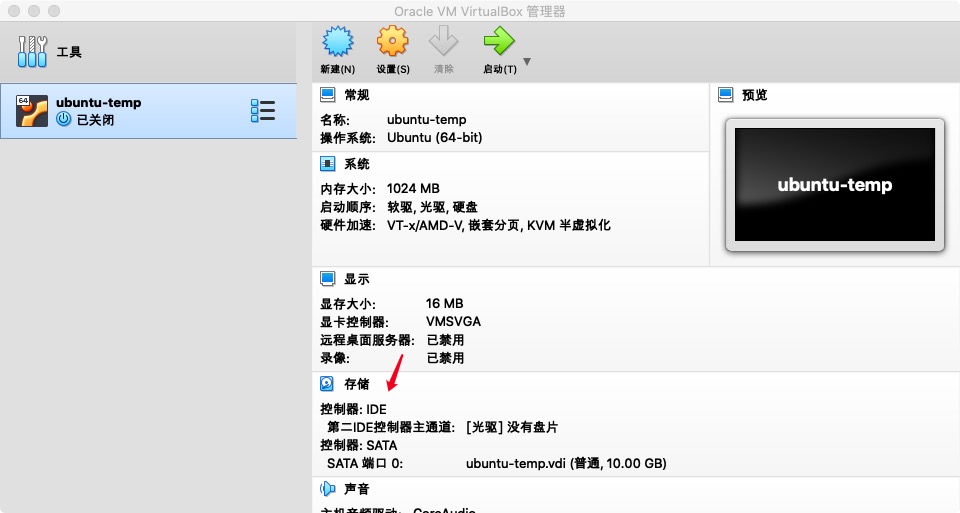 Oracle VM VirtualBox 管理器
工具
新建(N)
设置(S)
清除
启动(T)
64
ubuntu-temp
已关闭
常规
名称: ubuntu-temp
操作系统: Ubuntu (64-bit)
系统
内存大小: 1024 MB
启动顺序: 软驱, 光驱, 硬盘
硬件加速: VT-x/AMD-V, 嵌套分页, KVM 半虚拟化
预览
ubuntu-temp
显示
显存大小: 16 MB
显卡控制器: VMSVGA
远程桌面服务器: 已禁用
录像: 已禁用
存储
控制器: IDE
第二IDE控制器主通道: [光驱] 没有盘片
控制器: SATA
SATA 端口 0: ubuntu-temp.vdi (普通, 10.00 GB)
声音
主机音频驱动: CoreAudio